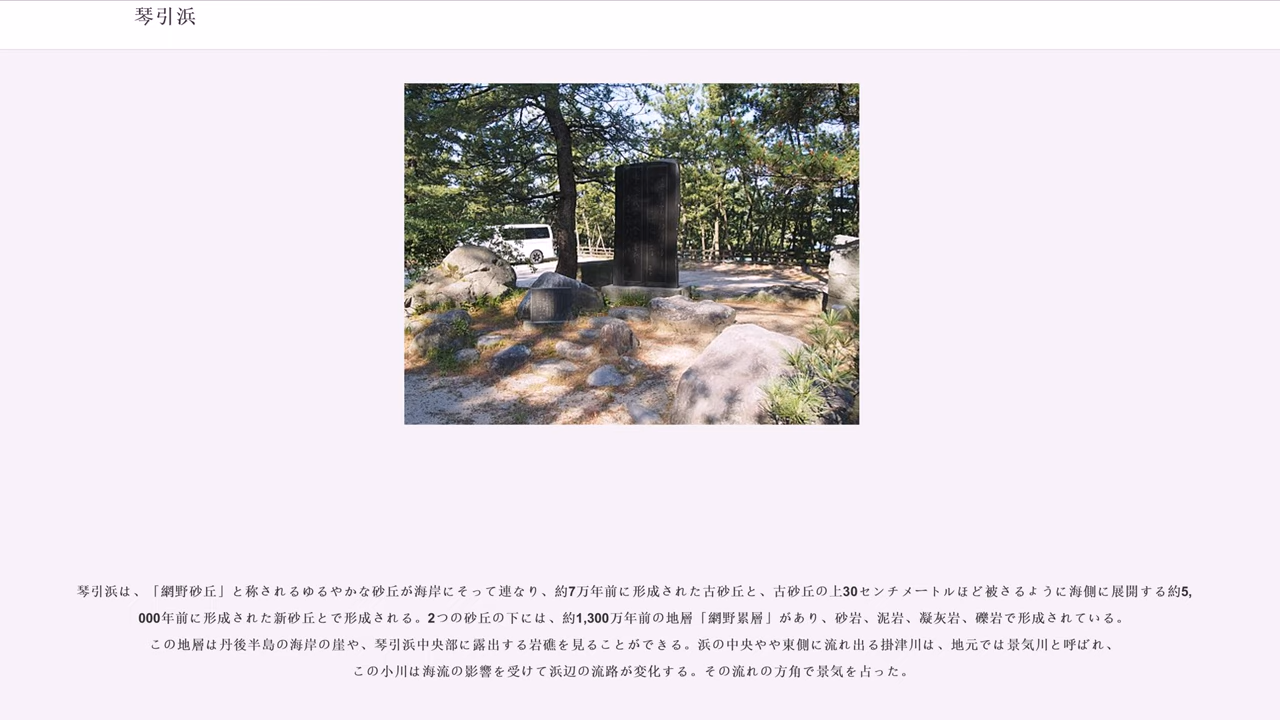 琴引浜
琴引浜は、「網野砂丘」と称されるゆるやかな砂丘が海岸にそって連なり、約7万年前に形成された古砂丘と、古砂丘の上30センチメートルほど被さるように海側に展開する約5,
000年前に形成された新砂丘とで形成される。2つの砂丘の下には、約1,300万年前の地層「網野累層」があり、砂岩、泥岩、凝灰岩、礫岩で形成されている。
この地層は丹後半島の海岸の崖や、琴引浜中央部に露出する岩礁を見ることができる。浜の中央やや東側に流れ出る掛津川は、地元では景気川と呼ばれ、
この小川は海流の影響を受けて浜辺の流路が変化する。その流れの方角で景気を占った。